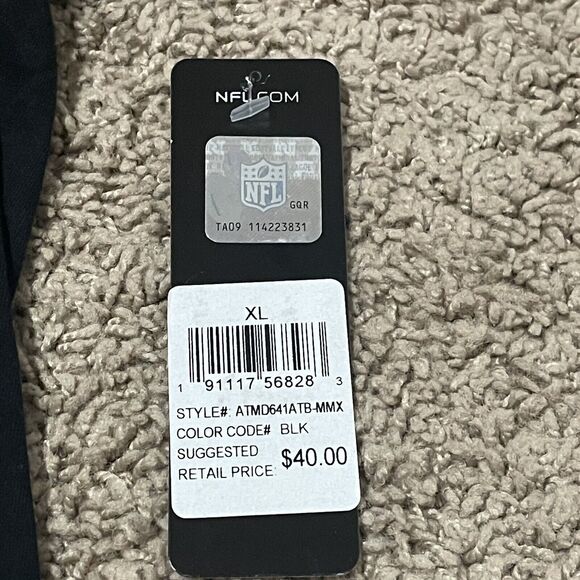 NFL.COM
NFL
GQR
TA09 114223831
XL
1 91117 56828 3
STYLE#: ATMD641ATB-MMX
COLOR CODE# BLK
SUGGESTED
RETAIL PRICE: $40.00